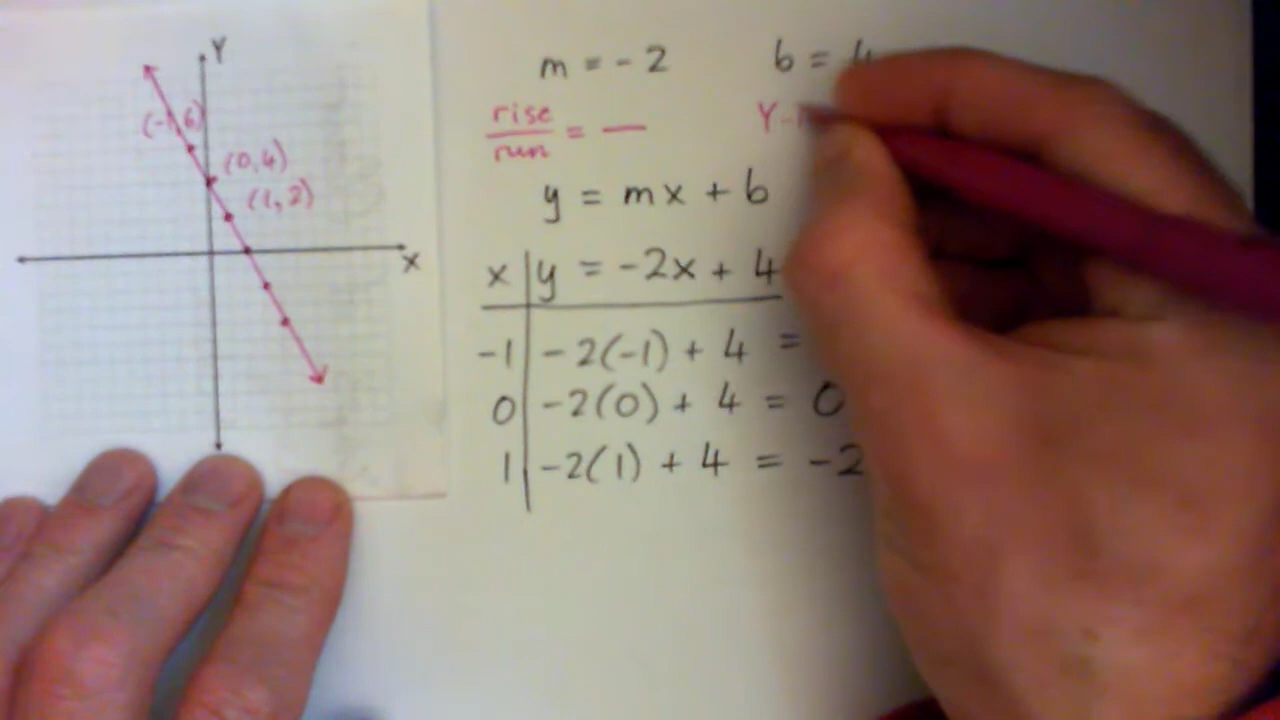 Y
(-1,6)
(0,4)
(1,2)
X
m = -2
b = 4
rise
run
= —
Y-
y = mx + b
x | y = -2x + 4
-1 | -2(-1) + 4 =
0 | -2(0) + 4 = 0
1 | -2(1) + 4 = -2